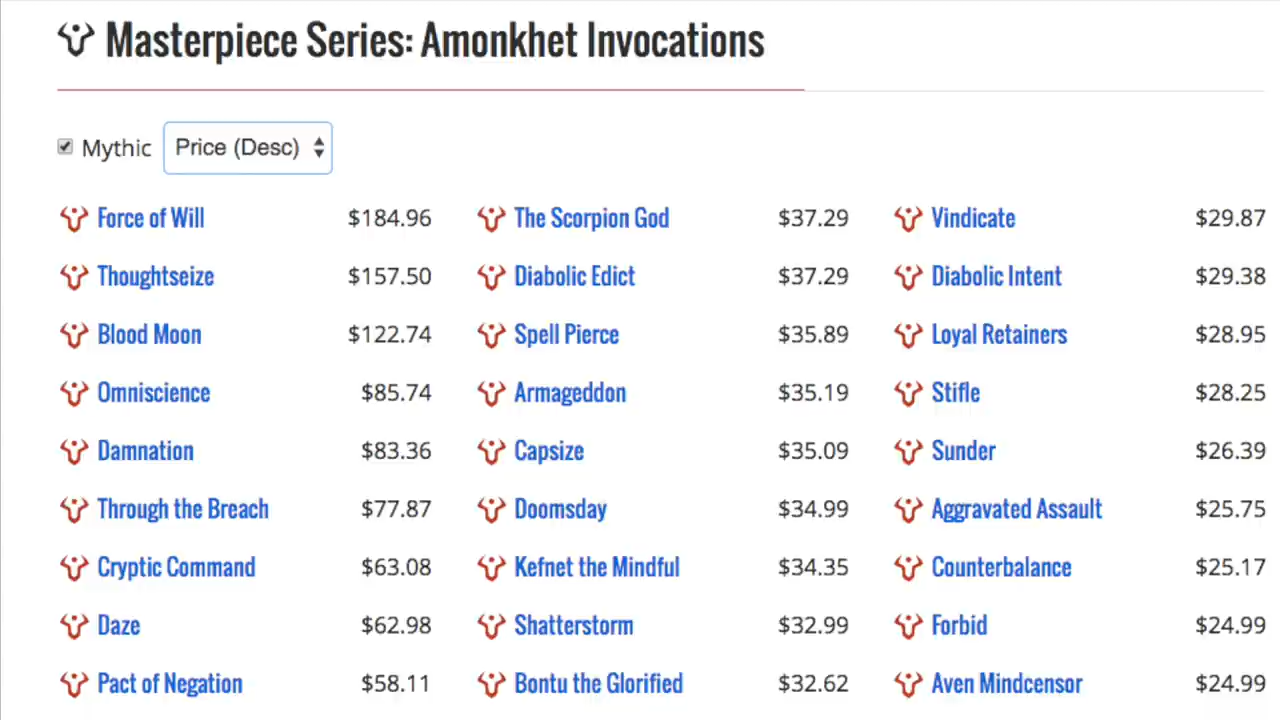 Masterpiece Series: Amonkhet Invocations
Mythic Price (Desc)
Force of Will $184.96
Thoughtseize $157.50
Blood Moon $122.74
Omniscience $85.74
Damnation $83.36
Through the Breach $77.87
Cryptic Command $63.08
Daze $62.98
Pact of Negation $58.11
The Scorpion God $37.29
Diabolic Edict $37.29
Spell Pierce $35.89
Armageddon $35.19
Capsize $35.09
Doomsday $34.99
Kefnet the Mindful $34.35
Shatterstorm $32.99
Bontu the Glorified $32.62
Vindicate $29.87
Diabolic Intent $29.38
Loyal Retainers $28.95
Stifle $28.25
Sunder $26.39
Aggravated Assault $25.75
Counterbalance $25.17
Forbid $24.99
Aven Mindcensor $24.99